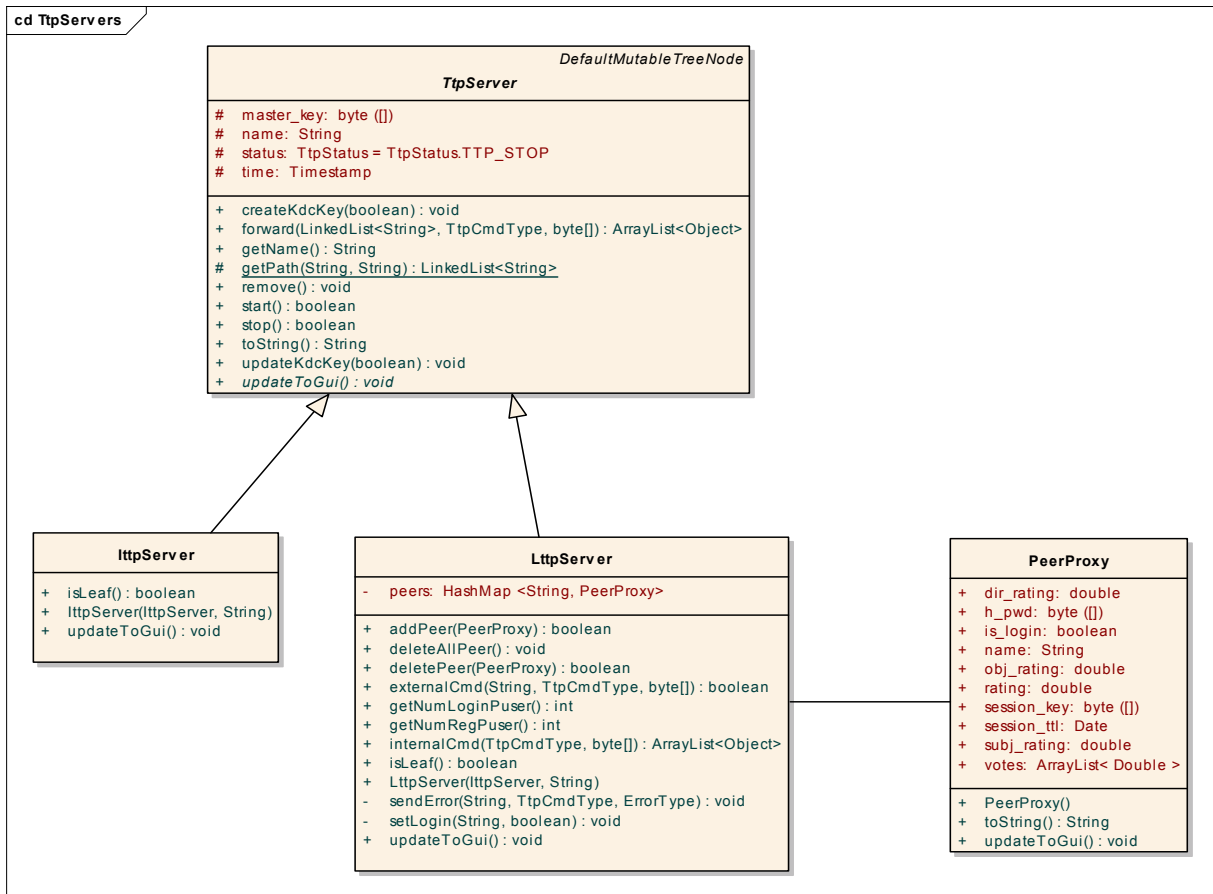 cd TtpServers
DefaultMutableTreeNode
TtpServer
# master_key: byte ([])
# name: String
# status: TtpStatus = TtpStatus.TTP_STOP
# time: Timestamp
+ createKdcKey(boolean) : void
+ forward(LinkedList<String>, TtpCmdType, byte[]) : ArrayList<Object>
+ getName() : String
# getPath(String, String) : LinkedList<String>
+ remove() : void
+ start() : boolean
+ stop() : boolean
+ toString() : String
+ updateKdcKey(boolean) : void
+ updateToGui() : void
IttpServer
+ isLeaf() : boolean
+ IttpServer(IttpServer, String)
+ updateToGui() : void
LttpServer
- peers: HashMap <String, PeerProxy>
+ addPeer(PeerProxy) : boolean
+ deleteAllPeer() : void
+ deletePeer(PeerProxy) : boolean
+ externalCmd(String, TtpCmdType, byte[]) : boolean
+ getNumLoginPuser() : int
+ getNumRegPuser() : int
+ internalCmd(TtpCmdType, byte[]) : ArrayList<Object>
+ isLeaf() : boolean
+ LttpServer(IttpServer, String)
- sendError(String, TtpCmdType, ErrorType) : void
- setLogin(String, boolean) : void
+ updateToGui() : void
PeerProxy
+ dir_rating: double
+ h_pwd: byte ([])
+ is_login: boolean
+ name: String
+ obj_rating: double
+ rating: double
+ session_key: byte ([])
+ session_ttl: Date
+ subj_rating: double
+ votes: ArrayList< Double >
+ PeerProxy()
+ toString() : String
+ updateToGui() : void